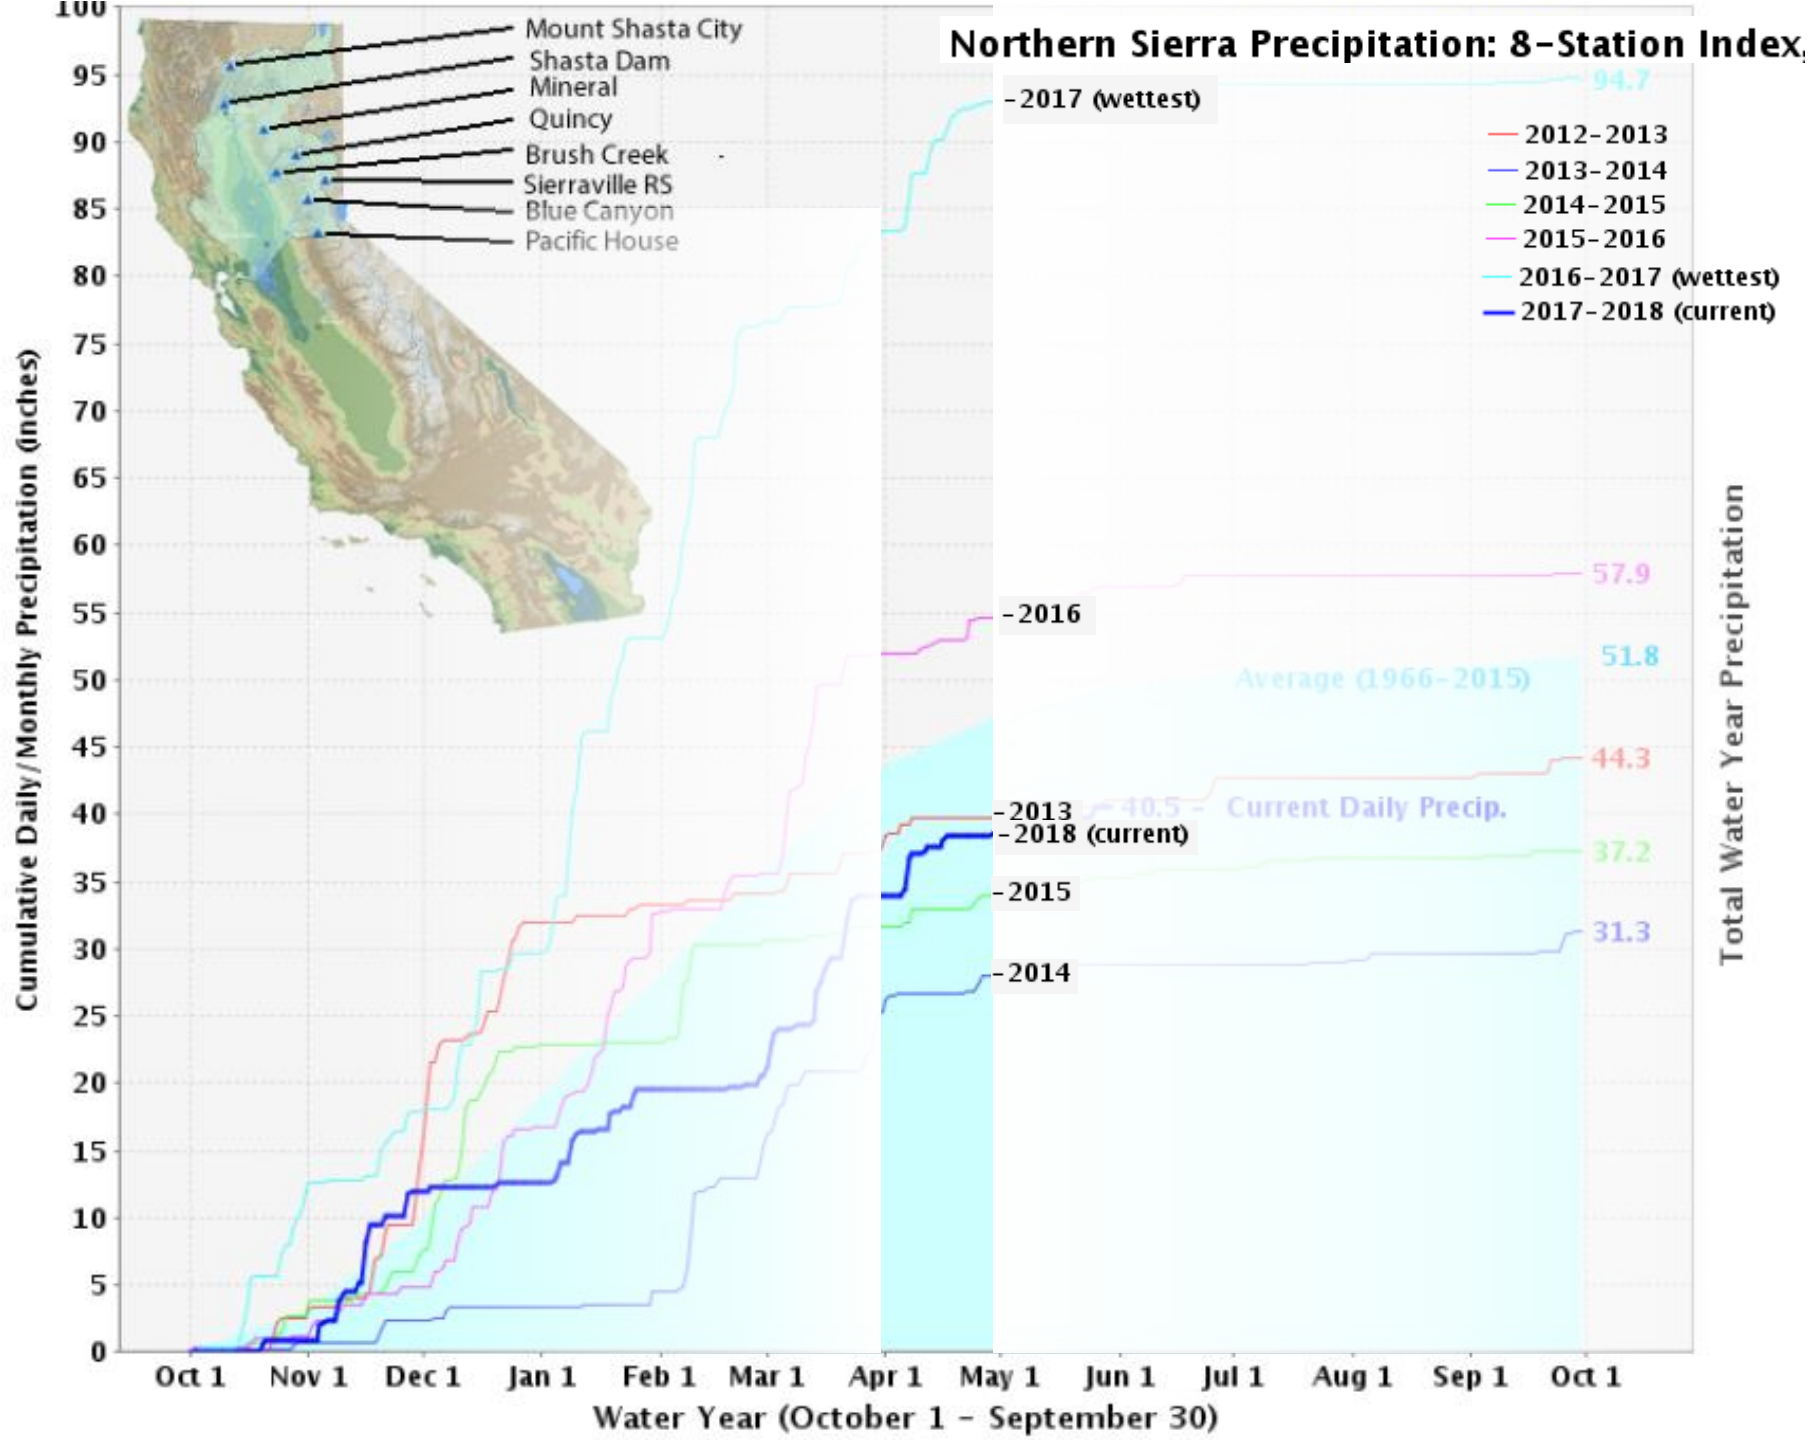 Northern Sierra Precipitation: 8-Station Index,
Mount Shasta City
Shasta Dam
Mineral
Quincy
Brush Creek
Sierraville RS
Blue Canyon
Pacific House
-2017 (wettest)
94.7
2012-2013
2013-2014
2014-2015
2015-2016
2016-2017 (wettest)
2017-2018 (current)
57.9
-2016
51.8
Average (1966-2015)
44.3
-2013
40.5 - Current Daily Precip.
-2018 (current)
37.2
-2015
31.3
-2014
Cumulative Daily/Monthly Precipitation (inches)
Total Water Year Precipitation
100
95
90
85
80
75
70
65
60
55
50
45
40
35
30
25
20
15
10
5
0
Oct 1 Nov 1 Dec 1 Jan 1 Feb 1 Mar 1 Apr 1 May 1 Jun 1 Jul 1 Aug 1 Sep 1 Oct 1
Water Year (October 1 - September 30)